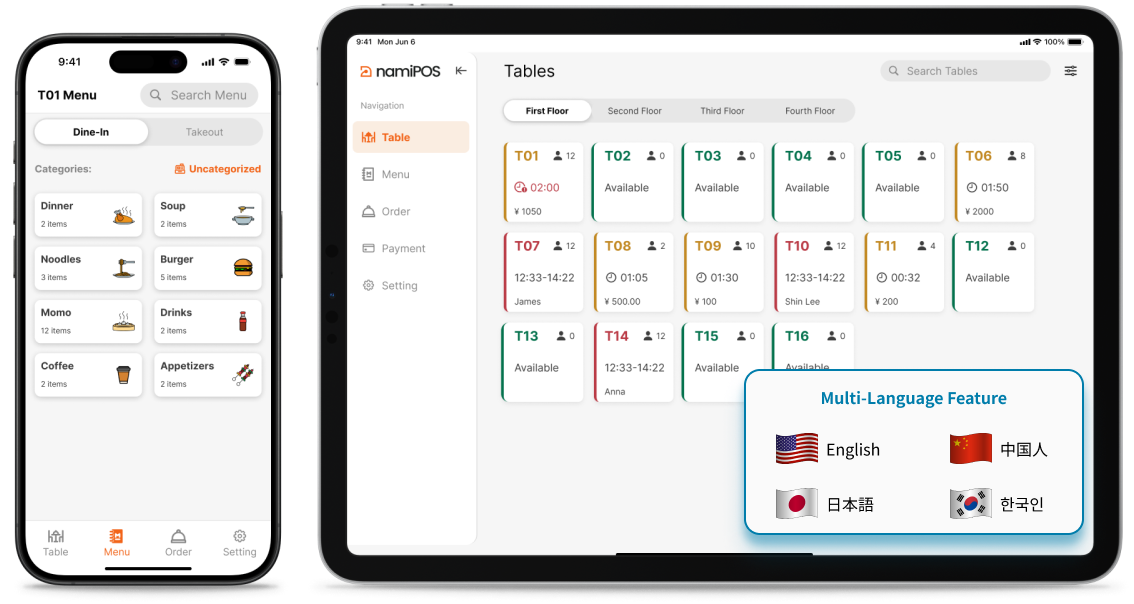 9:41
T01 Menu
Search Menu
Dine-In
Takeout
Categories:
Uncategorized
Dinner
2 items
Soup
2 items
Noodles
3 items
Burger
5 items
Momo
12 items
Drinks
2 items
Coffee
2 items
Appetizers
2 items
Table
Menu
Order
Setting
9:41 Mon Jun 6
100%
namiPOS
Navigation
Table
Menu
Order
Payment
Setting
Tables
Search Tables
First Floor
Second Floor
Third Floor
Fourth Floor
T01 12
02:00
¥ 1050
T02 0
Available
T03 0
Available
T04 0
Available
T05 0
Available
T06 8
01:50
¥ 2000
T07 12
12:33-14:22
James
T08 2
01:05
¥ 500.00
T09 10
01:30
¥ 100
T10 12
12:33-14:22
Shin Lee
T11 4
00:32
¥ 200
T12 0
Available
T13 0
Available
T14 12
12:33-14:22
Anna
T15 0
Available
T16 0
Available
Multi-Language Feature
English
中国人
日本語
한국인